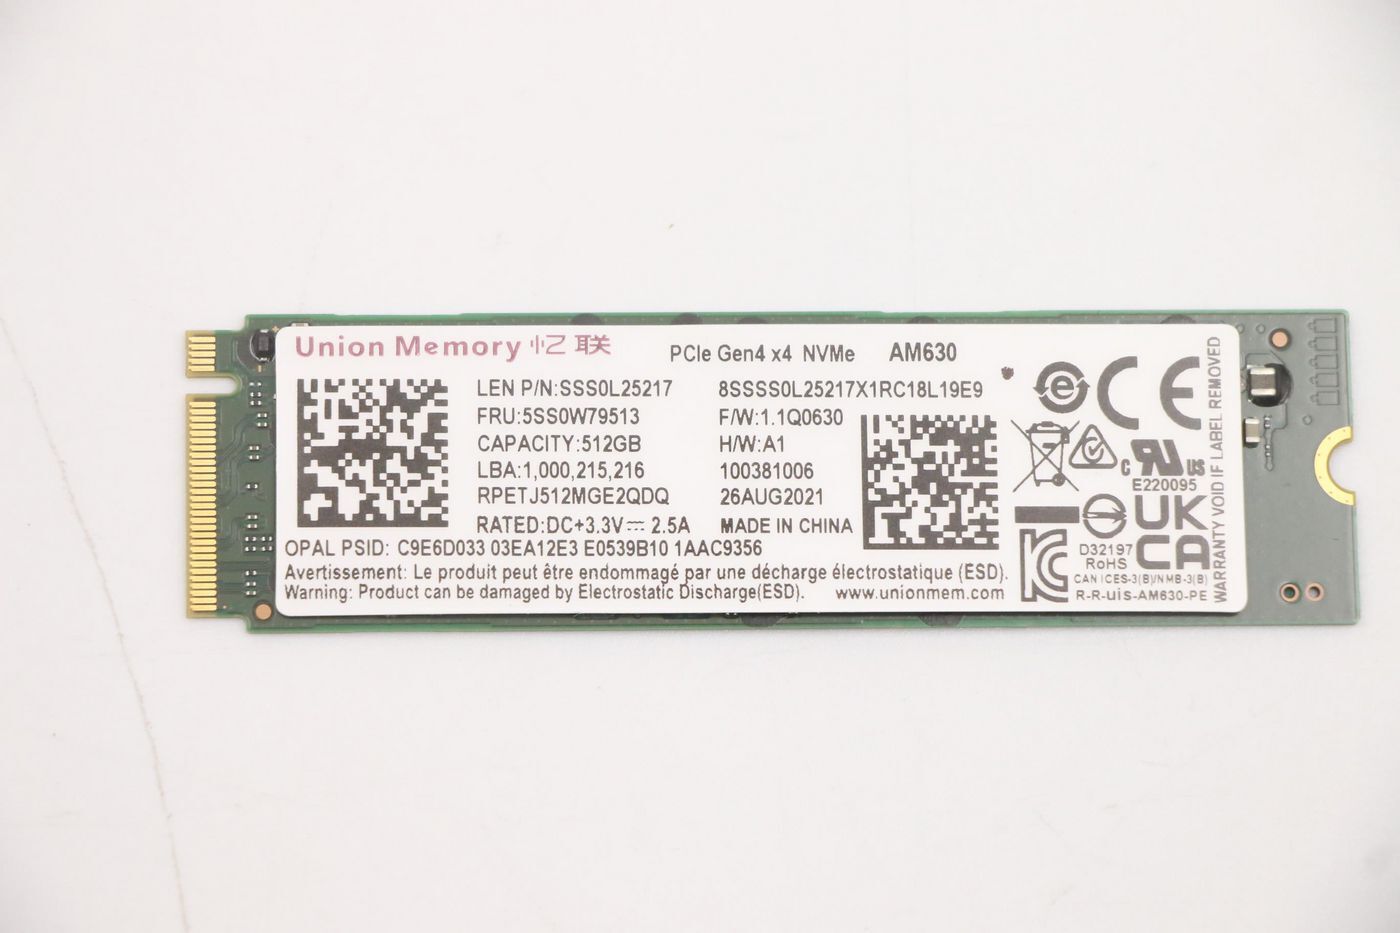 Union Memory 忆联
PCIe Gen4 x4 NVMe AM630
LEN P/N:SSS0L25217
FRU:5SS0W79513
CAPACITY:512GB
LBA:1,000,215,216
RPETJ512MGE2QDQ
RATED:DC+3.3V⎓ 2.5A
8SSSS0L25217X1RC18L19E9
F/W:1.1Q0630
H/W:A1
100381006
26AUG2021
MADE IN CHINA
OPAL PSID: C9E6D033 03EA12E3 E0539B10 1AAC9356
Avertissement: Le produit peut être endommagé par une décharge électrostatique (ESD).
Warning: Product can be damaged by Electrostatic Discharge(ESD).
www.unionmem.com
e
CE
c UR US
E220095
UK
CA
D32197
RoHS
CAN ICES-3(B)/NMB-3(B)
R-R-uis-AM630-PE
WARRANTY VOID IF LABEL REMOVED